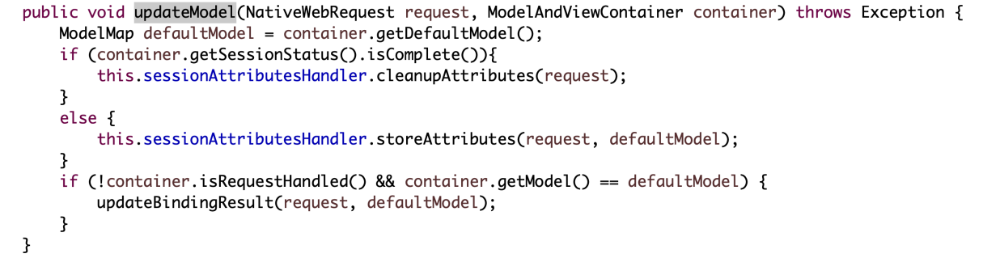 public void updateModel(NativeWebRequest request, ModelAndViewContainer container) throws Exception {
ModelMap defaultModel = container.getDefaultModel();
if (container.getSessionStatus().isComplete()){
this.sessionAttributesHandler.cleanupAttributes(request);
}
else {
this.sessionAttributesHandler.storeAttributes(request, defaultModel);
}
if (!container.isRequestHandled() && container.getModel() == defaultModel) {
updateBindingResult(request, defaultModel);
}
}